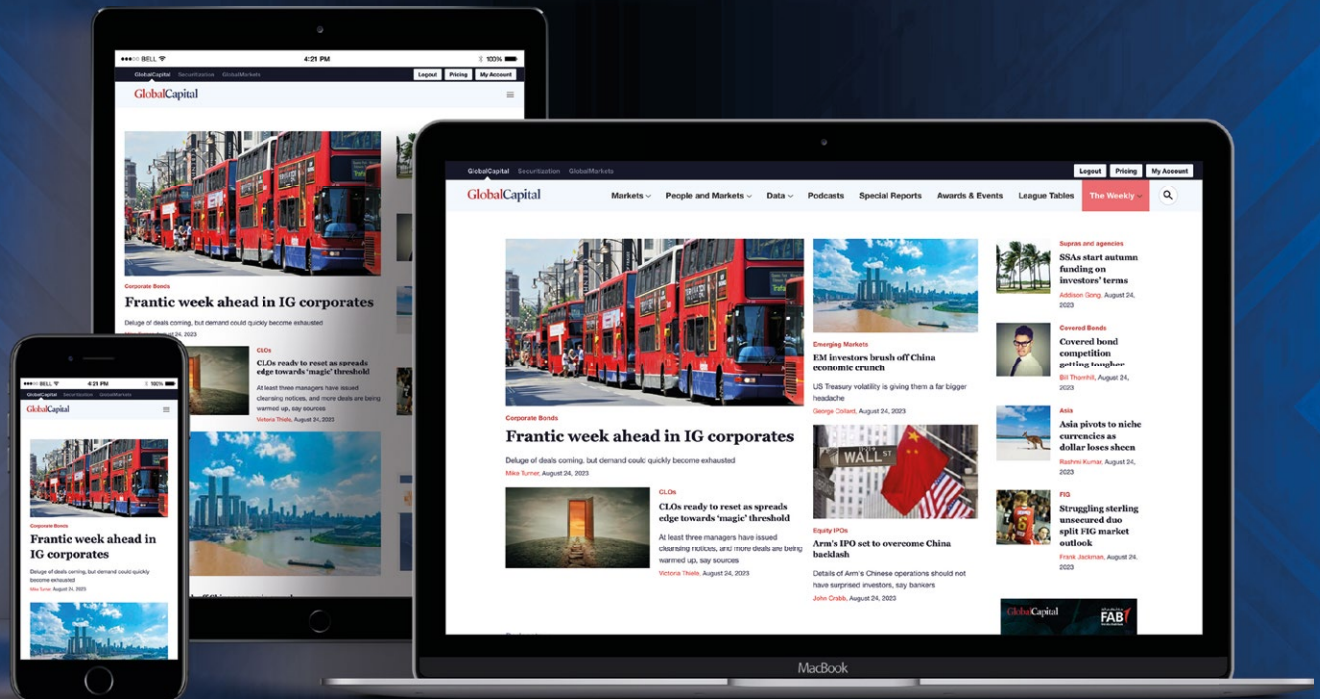 ●●●○○ BELL
4:21 PM
100%
GlobalCapital Securitization GlobalMarkets
Logout Pricing My Account
GlobalCapital
Corporate Bonds
Frantic week ahead in IG corporates
Deluge of deals coming, but demand could quickly become exhausted
CLOs
CLOs ready to reset as spreads
edge towards 'magic' threshold
At least three managers have issued
cleansing notices, and more deals are being
warmed up, say sources
Victoria Thiele, August 24, 2023
●●●○○ BELL
4:21 PM
100%
GlobalCapital Securitization GlobalMarkets
GlobalCapital
Corporate Bonds
Frantic week ahead in
IG corporates
Deluge of deals coming, but demand could quickly
become exhausted
Mike Turner, August 24, 2023
GlobalCapital Securitization GlobalMarkets
Logout Pricing My Account
GlobalCapital
Markets People and Markets Data Podcasts Special Reports Awards & Events League Tables The Weekly
Corporate Bonds
Frantic week ahead in IG corporates
Deluge of deals coming, but demand could quickly become exhausted
Mike Turner, August 24, 2023
CLOs
CLOs ready to reset as spreads
edge towards 'magic' threshold
At least three managers have issued
cleansing notices, and more deals are being
warmed up, say sources
Victoria Thiele, August 24, 2023
Emerging Markets
EM investors brush off China
economic crunch
US Treasury volatility is giving them a far bigger
headache
George Collard, August 24, 2023
WALL ST
Equity IPOs
Arm's IPO set to overcome China
backlash
Details of Arm's Chinese operations should not
have surprised investors, say bankers
John Crabb, August 24, 2023
Supras and agencies
SSAs start autumn
funding on
investors' terms
Addison Gong, August 24,
2023
Covered Bonds
Covered bond
competition
getting tougher
Bill Thornhill, August 24,
2023
Asia
Asia pivots to niche
currencies as
dollar loses sheen
Rashmi Kumar, August 24,
2023
FIG
Struggling sterling
unsecured duo
split FIG market
outlook
Frank Jackman, August 24,
2023
GlobalCapital
FAB
MacBook